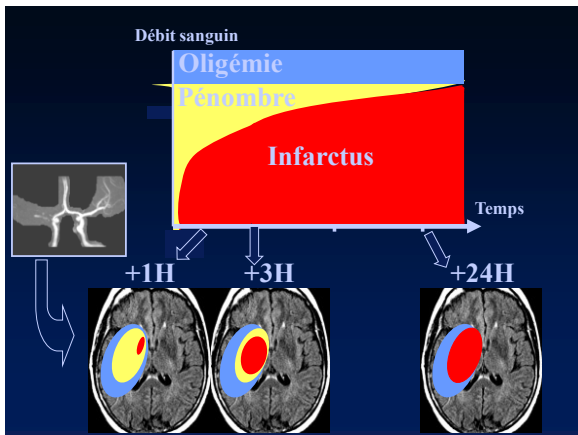 Débit sanguin
Oligémie
Pénombre
Infarctus
Temps
+1H
+3H
+24H